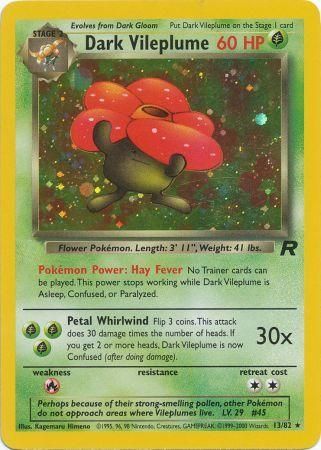 Evolves from Dark Gloom Put Dark Vileplume on the Stage 1 card
STAGE 2
Dark Vileplume 60 HP
Flower Pokémon. Length: 3' 11", Weight: 41 lbs.
R
Pokémon Power: Hay Fever No Trainer cards can
be played. This power stops working while Dark Vileplume is
Asleep, Confused, or Paralyzed.
Petal Whirlwind Flip 3 coins. This attack
does 30 damage times the number of heads. If
you get 2 or more heads, Dark Vileplume is now
Confused (after doing damage).
30x
weakness resistance retreat cost
Perhaps because of their strong-smelling pollen, other Pokémon
do not approach areas where Vileplumes live. LV. 29 #45
Illus. Kagemaru Himeno ©1995, 96, 98 Nintendo, Creatures, GAMEFREAK. ©1999-2000 Wizards. 13/82 ★